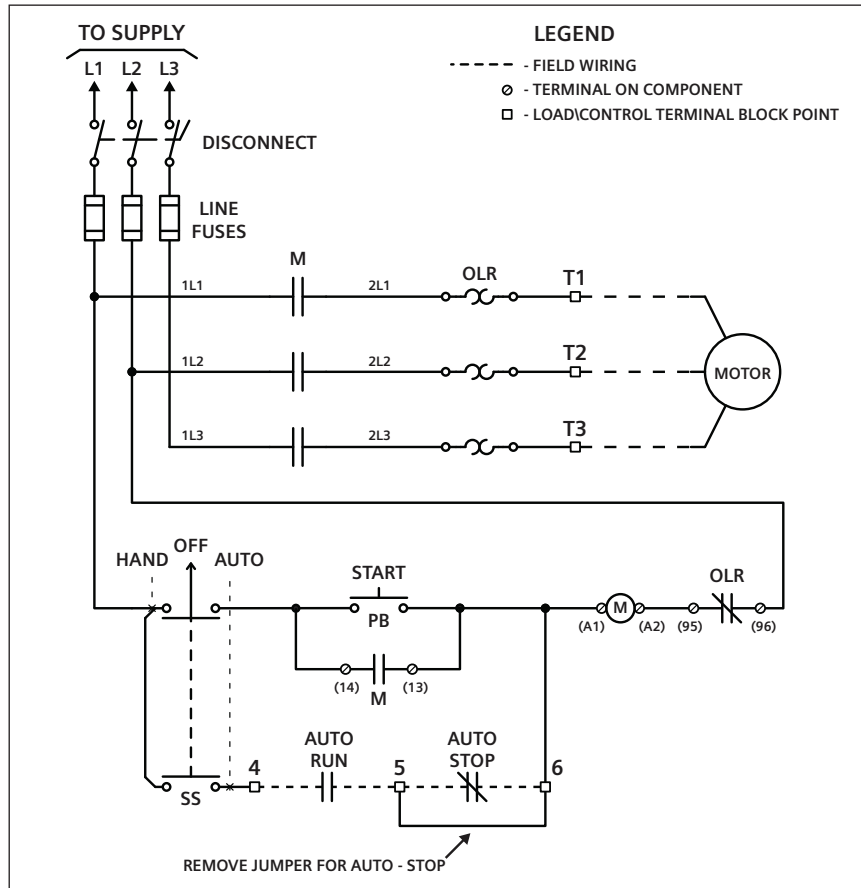 TO SUPPLY
L1 L2 L3
LEGEND
- FIELD WIRING
- TERMINAL ON COMPONENT
- LOAD\CONTROL TERMINAL BLOCK POINT
DISCONNECT
LINE
FUSES
M
OLR
T1
1L1
2L1
T2
1L2
2L2
MOTOR
T3
1L3
2L3
HAND
OFF
AUTO
START
PB
OLR
M
(A1)
(A2)
(95)
(96)
(14)
M
(13)
AUTO
RUN
AUTO
STOP
4
5
6
SS
REMOVE JUMPER FOR AUTO - STOP